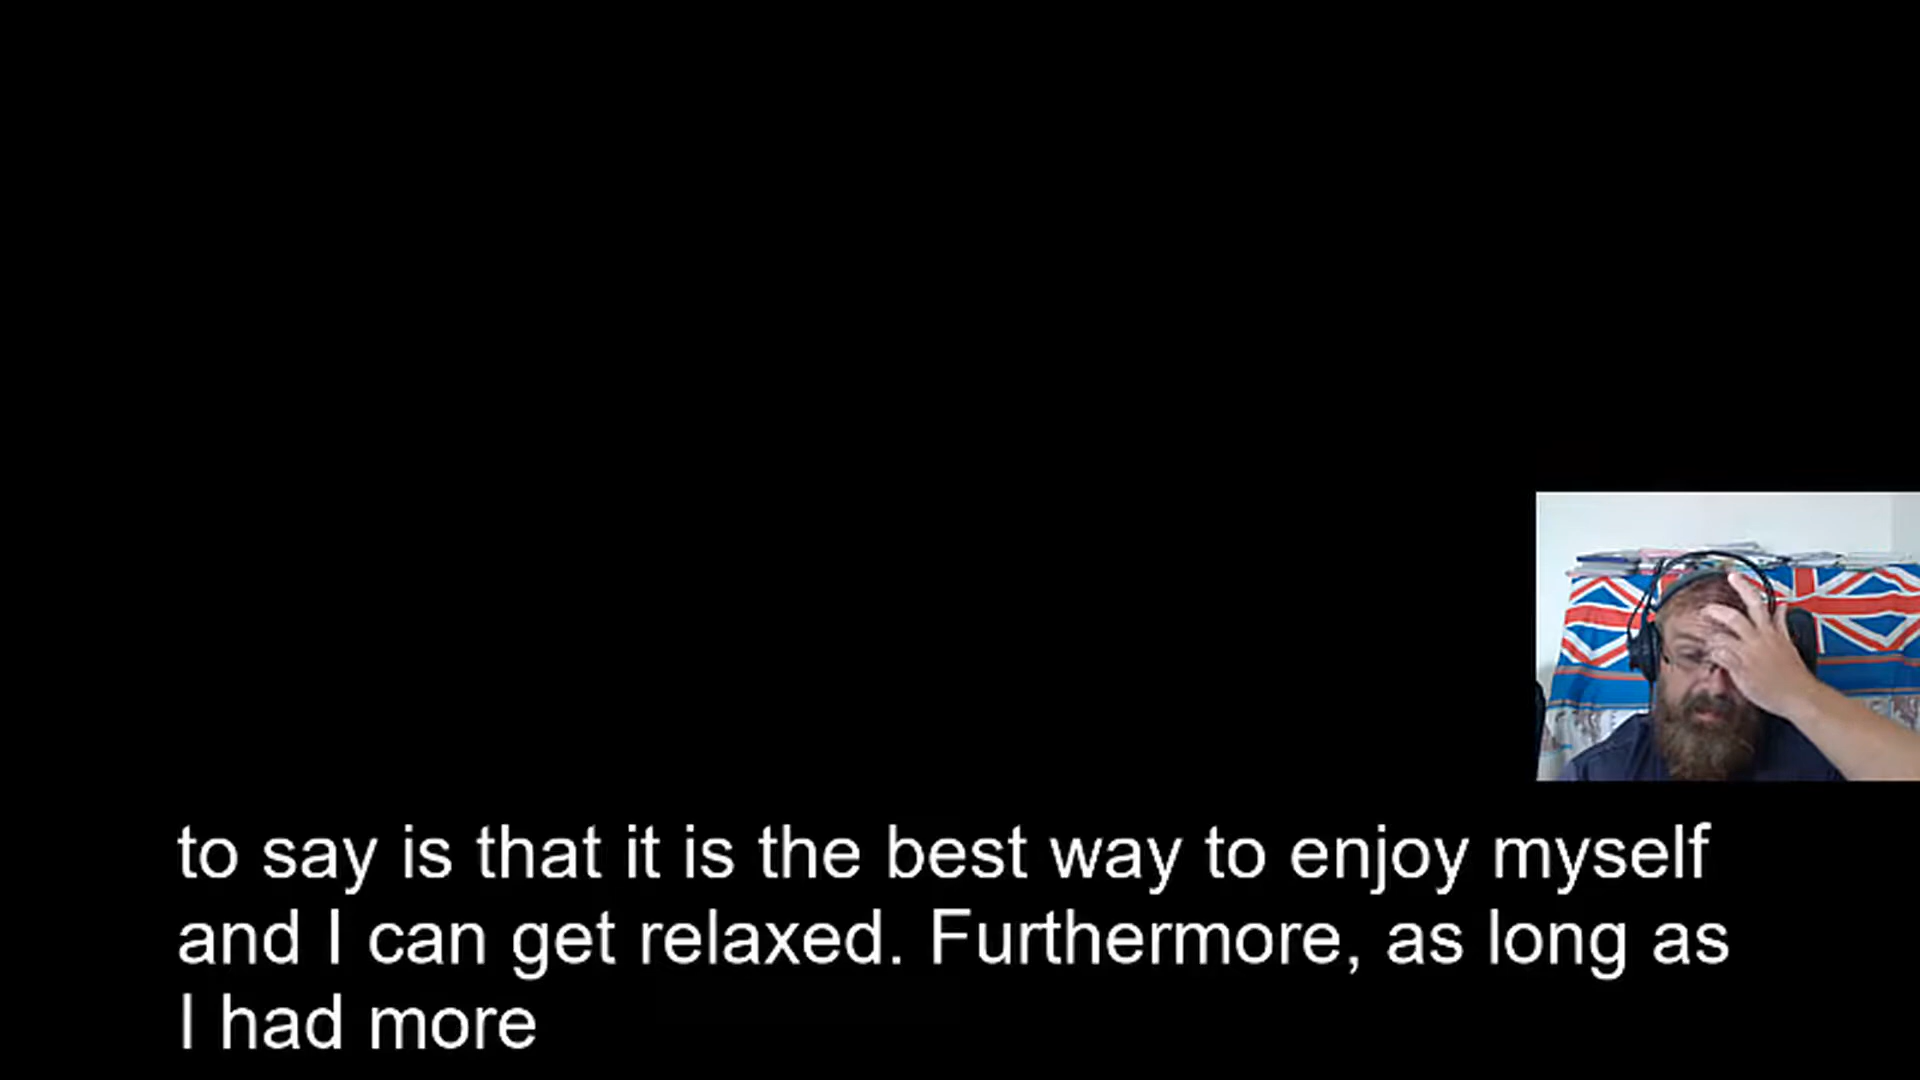 to say is that it is the best way to enjoy myself
and I can get relaxed. Furthermore, as long as
I had more